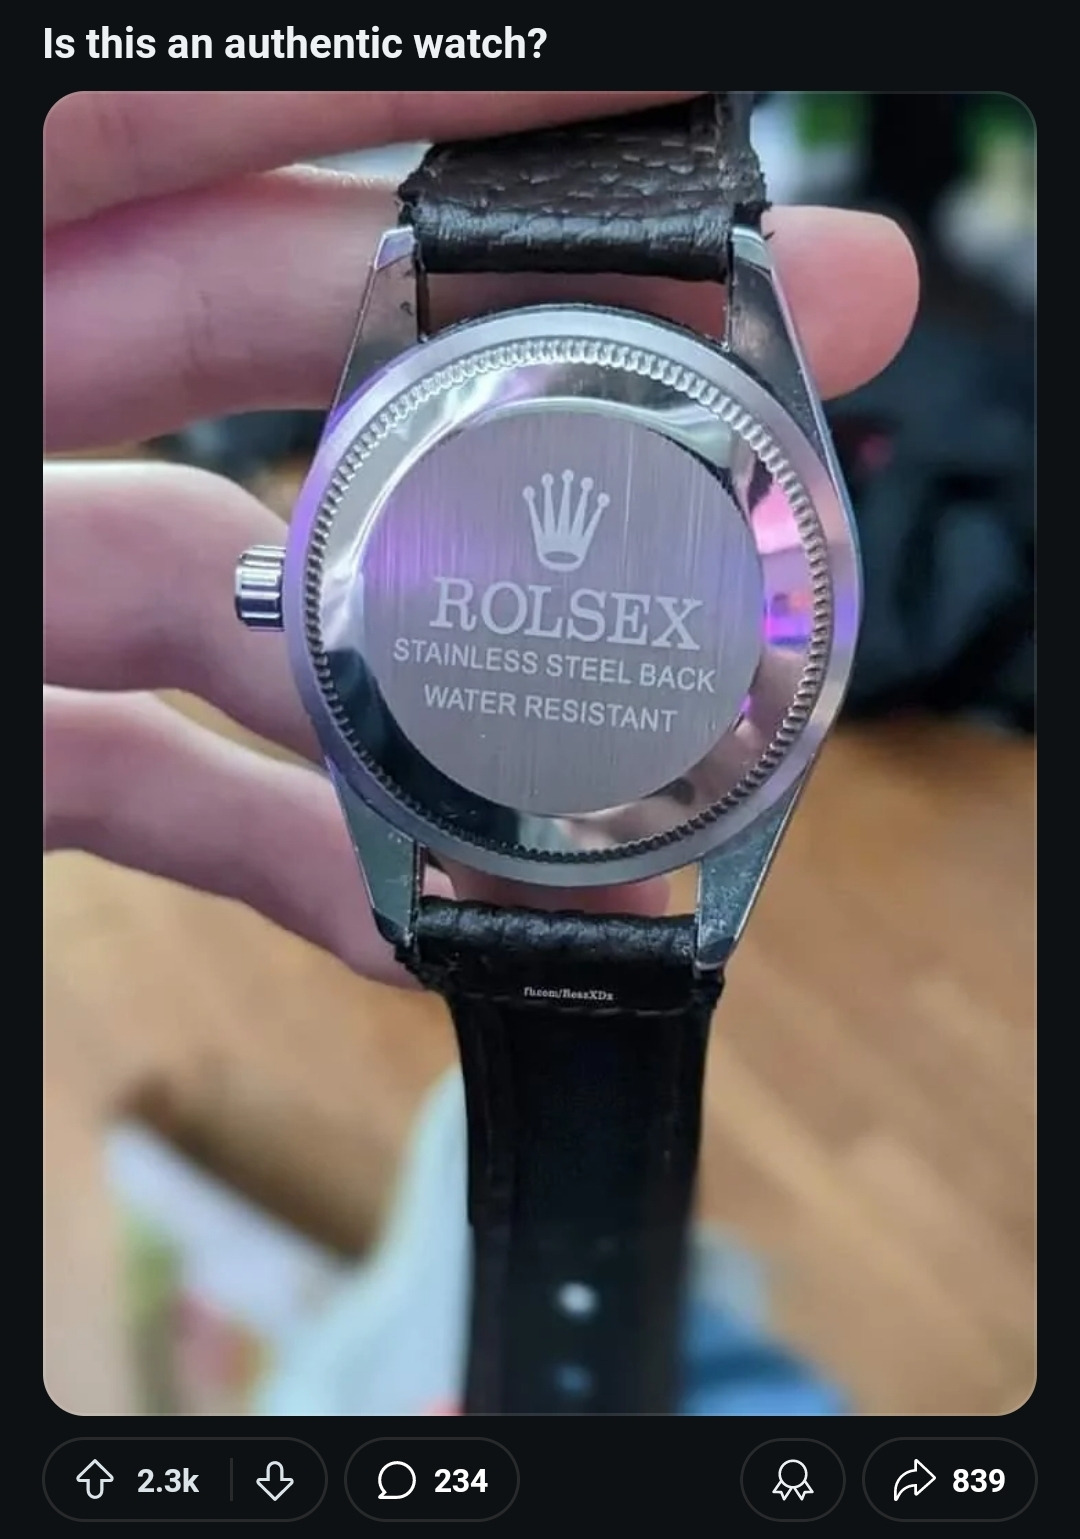 Is this an authentic watch?
ROLSEX
STAINLESS STEEL BACK
WATER RESISTANT
2.3k
234
839